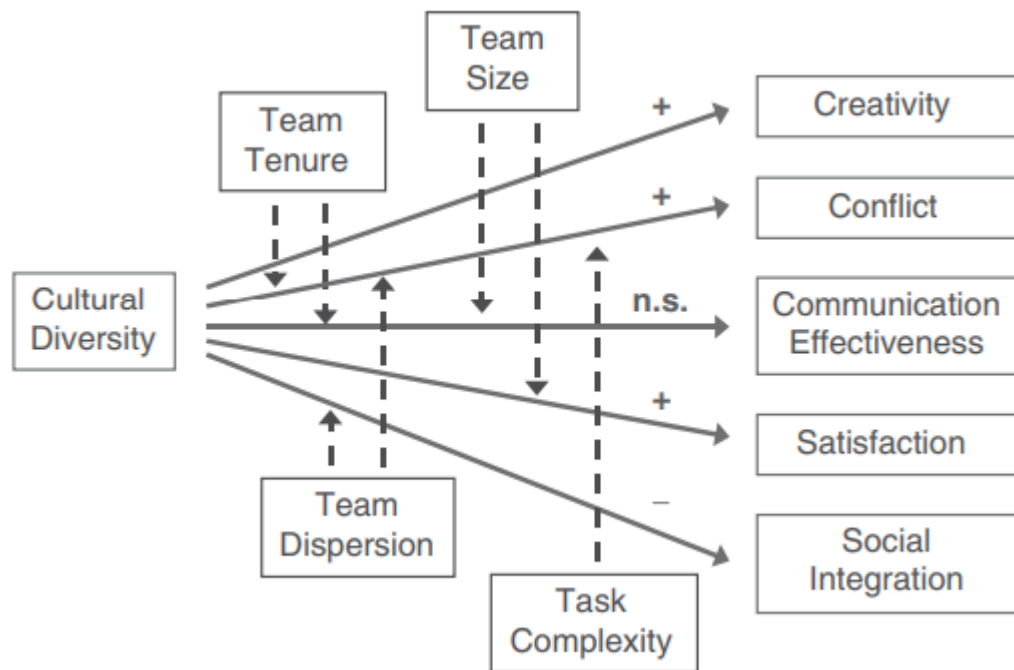 Team
Size
Team
Tenure
+
Creativity
+
Conflict
Cultural
Diversity
n.s.
Communication
Effectiveness
+
Satisfaction
Team
Dispersion
–
Social
Integration
Task
Complexity